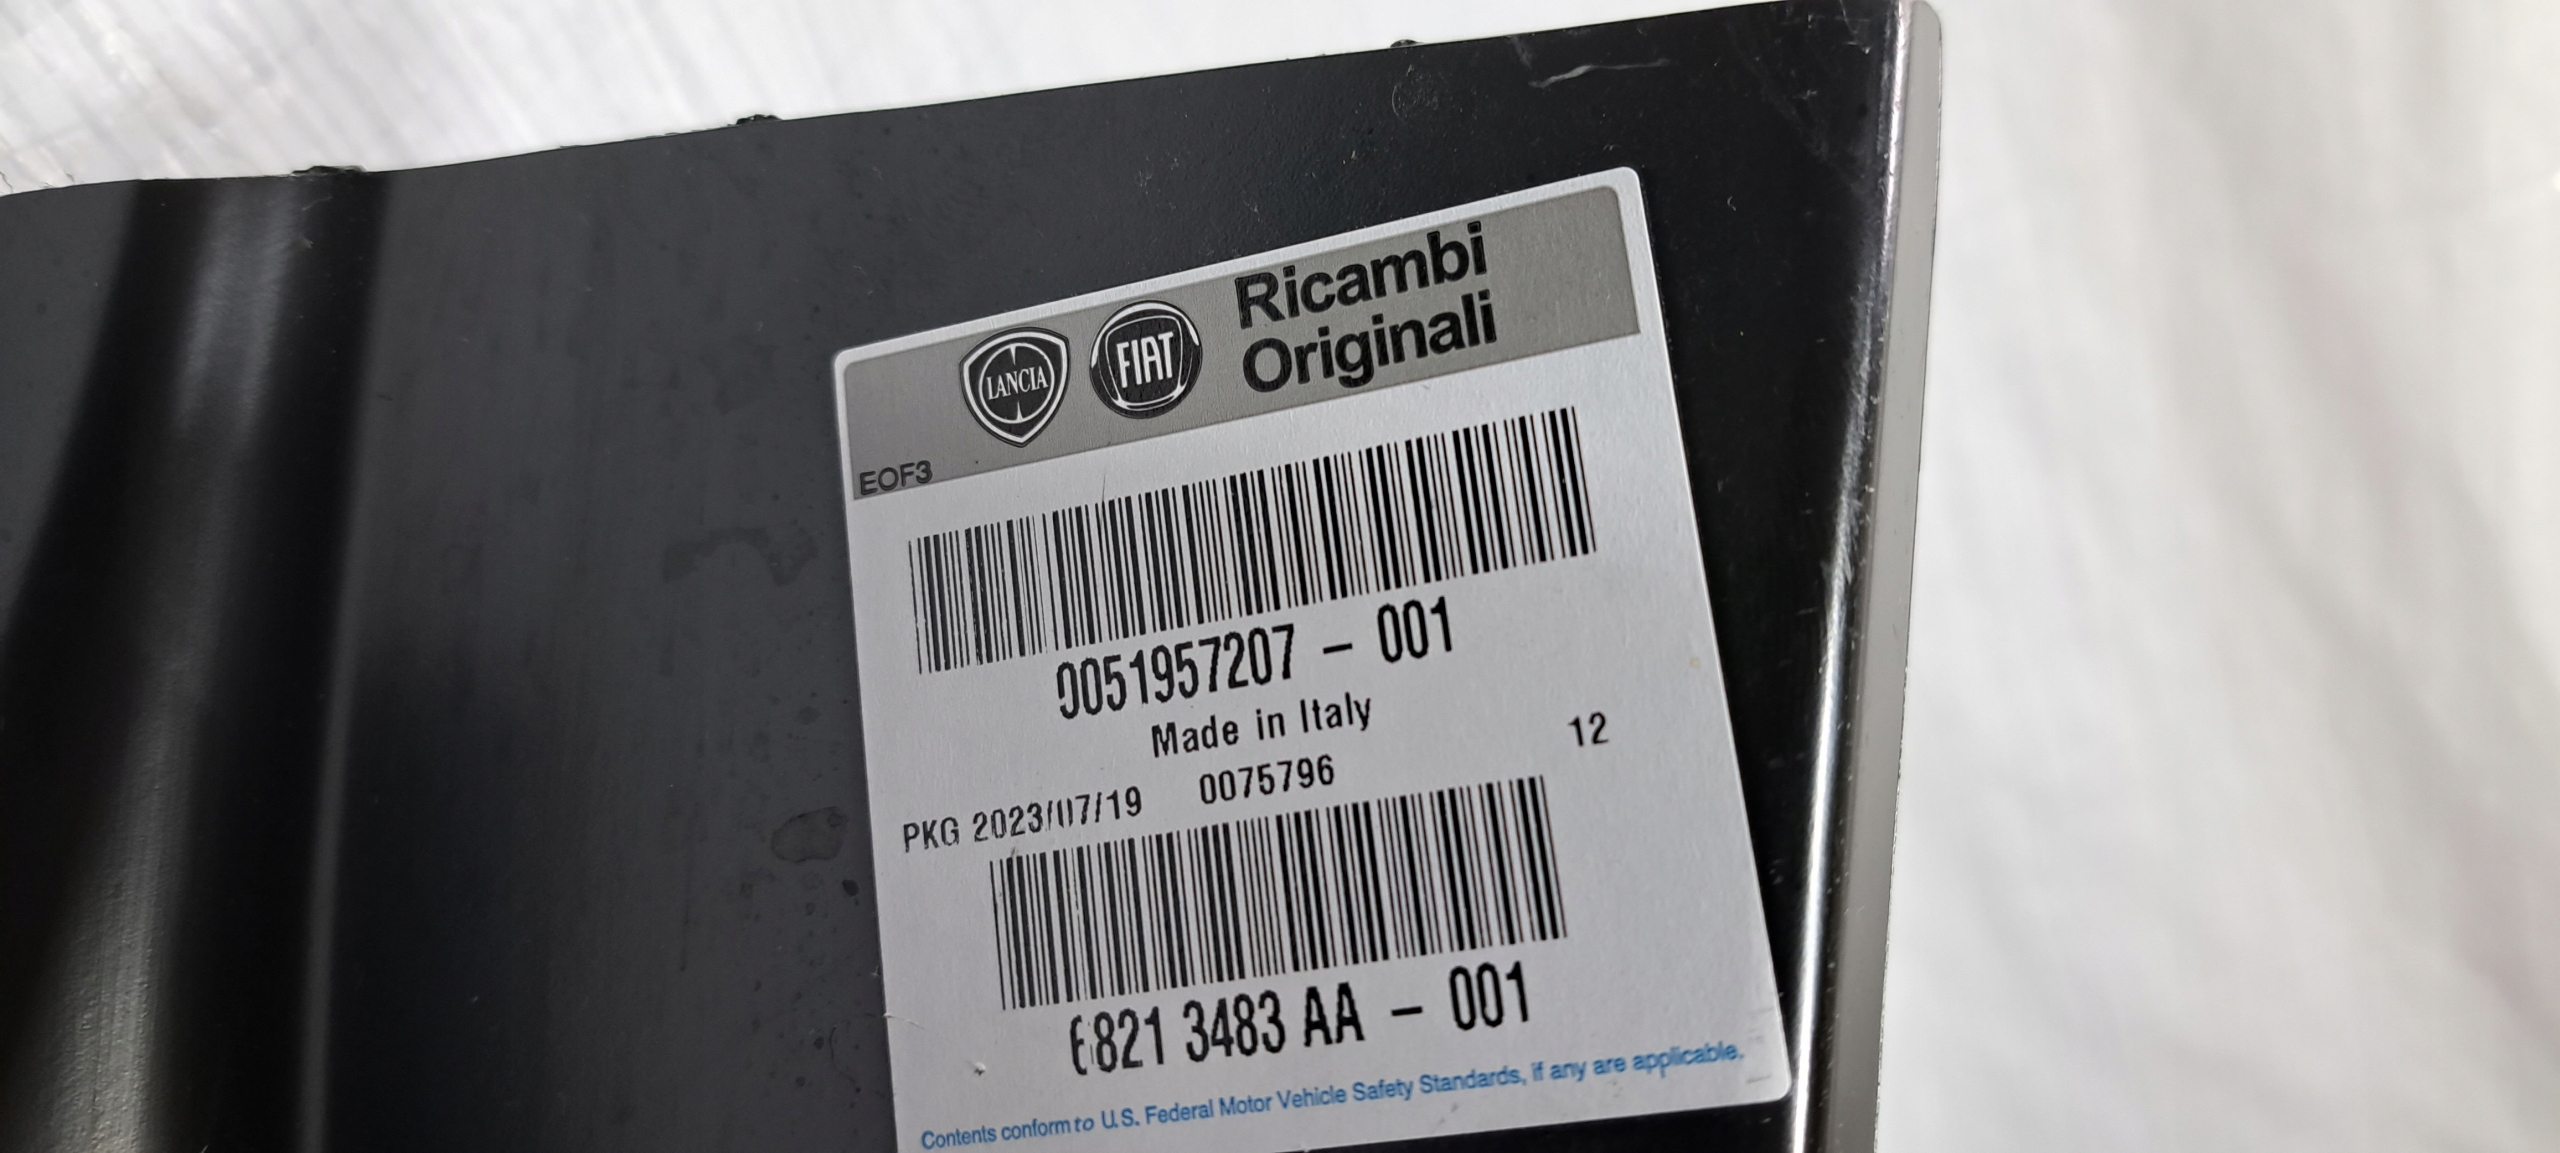 LANCIA
FIAT
Ricambi
Originali
EOF3
0051957207 - 001
Made in Italy
12
PKG 2023/07/19 0075796
6821 3483 AA - 001
Contents conform to U.S. Federal Motor Vehicle Safety Standards, if any are applicable.